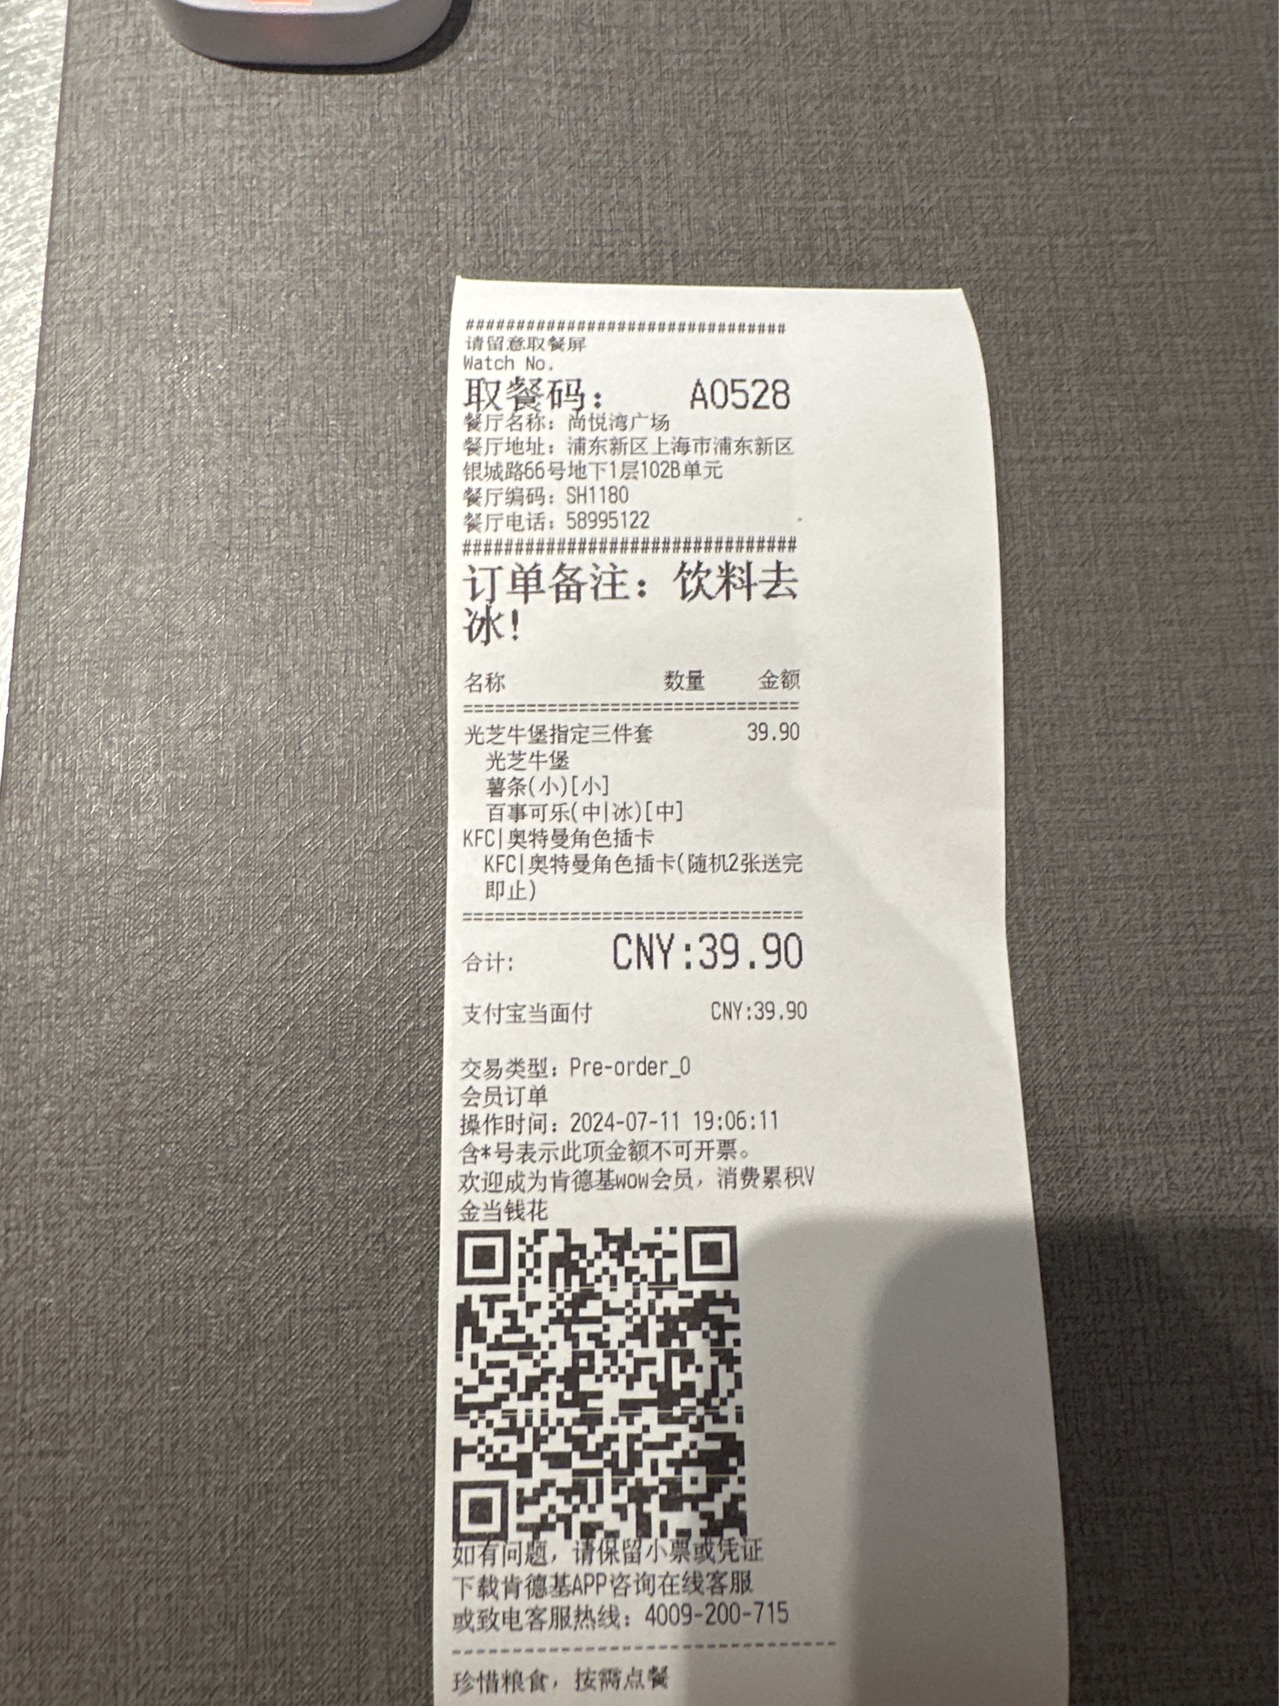 ################################
请留意取餐屏
Watch No.
取餐码： A0528
餐厅名称：尚悦湾广场
餐厅地址：浦东新区上海市浦东新区
银城路66号地下1层102B单元
餐厅编码：SH1180
餐厅电话：58995122
################################
订单备注：饮料去
冰！
名称 数量 金额
================================
光芝牛堡指定三件套 39.90
光芝牛堡
薯条(小)[小]
百事可乐(中|冰)[中]
KFC|奥特曼角色插卡
KFC|奥特曼角色插卡(随机2张送完
即止)
================================
合计: CNY:39.90
支付宝当面付 CNY:39.90
交易类型：Pre-order_0
会员订单
操作时间：2024-07-11 19:06:11
含*号表示此项金额不可开票。
欢迎成为肯德基wow会员，消费累积V
金当钱花
如有问题，请保留小票或凭证
下载肯德基APP咨询在线客服
或致电客服热线：4009-200-715
--------------------------------
珍惜粮食，按需点餐